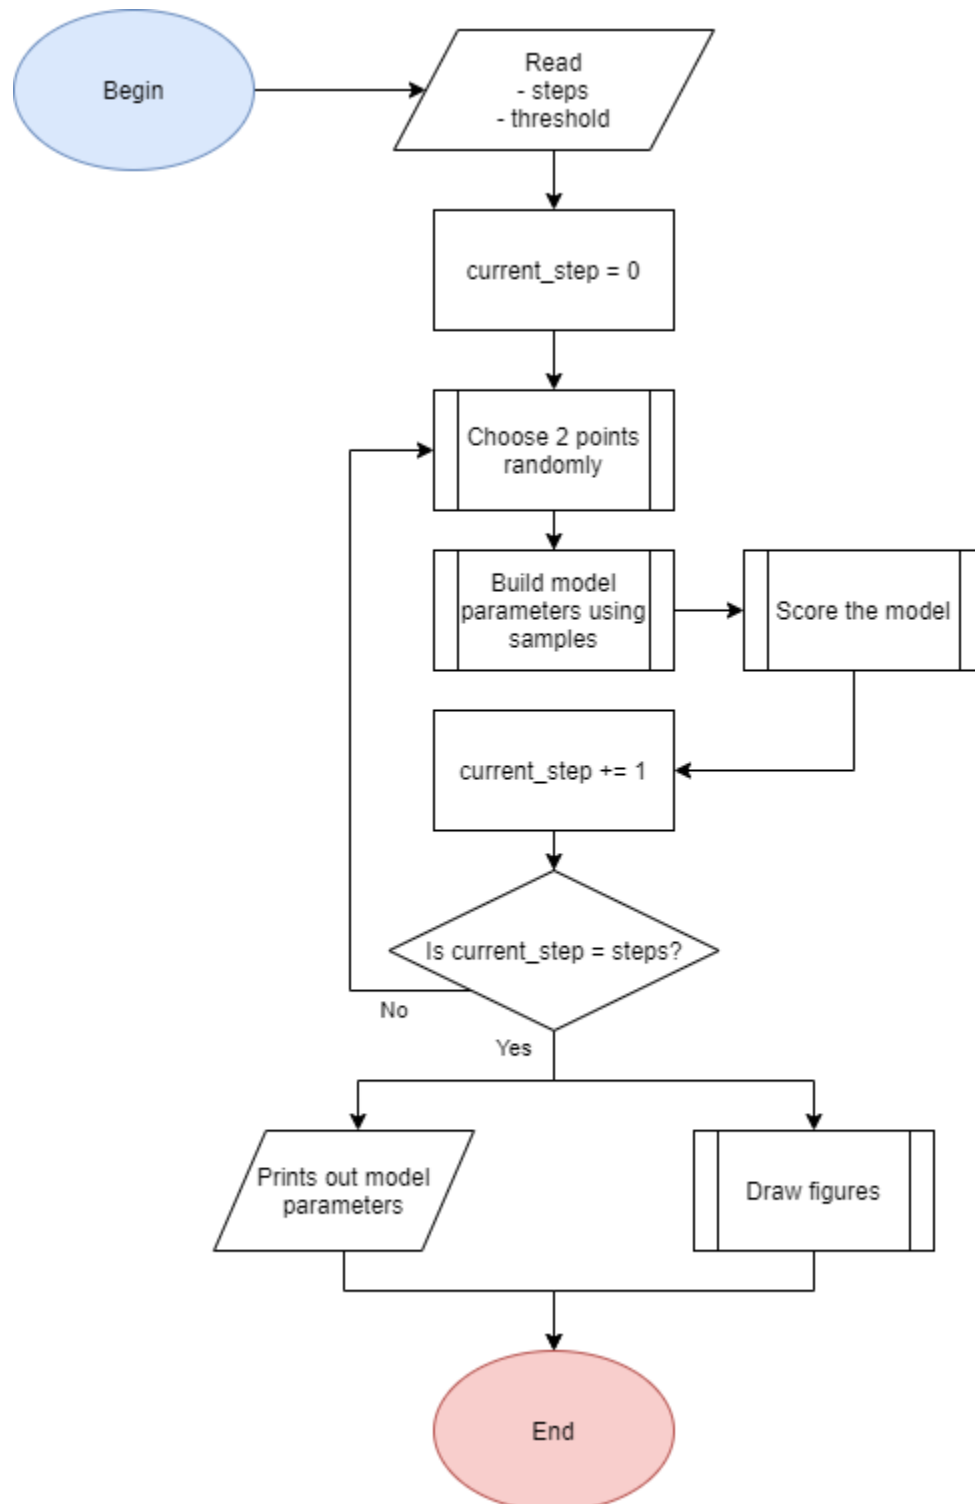 Begin
Read
- steps
- threshold
current_step = 0
Choose 2 points
randomly
Build model
parameters using
samples
Score the model
current_step += 1
Is current_step = steps?
No
Yes
Prints out model
parameters
Draw figures
End